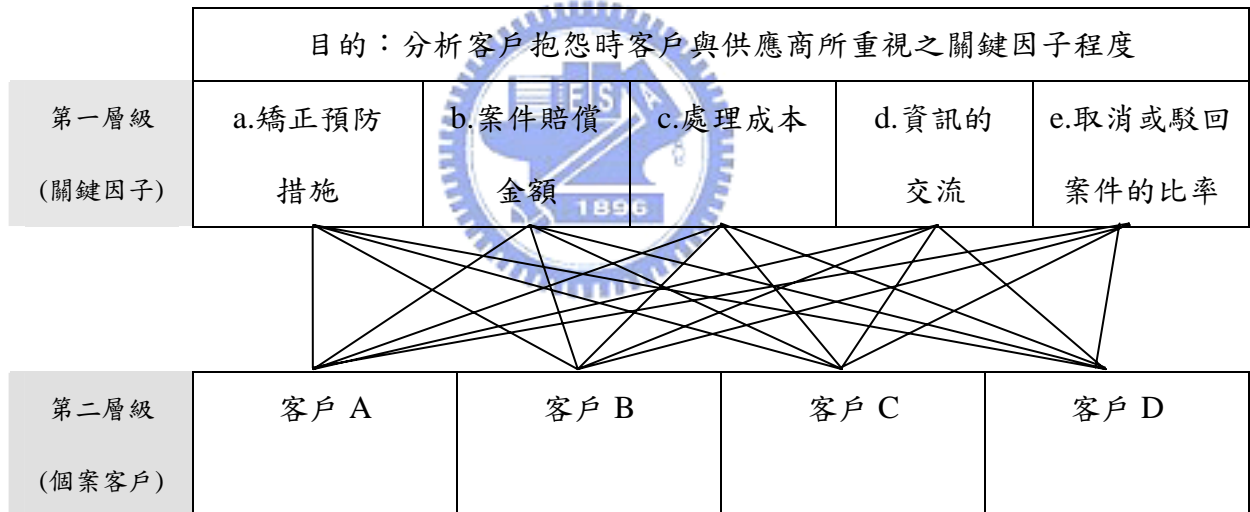 目的：分析客戶抱怨時客戶與供應商所重視之關鍵因子程度
第一層級
(關鍵因子)
a.矯正預防
措施
b.案件賠償
金額
c.處理成本
d.資訊的
交流
e.取消或駁回
案件的比率
ESA
1896
第二層級
(個案客戶)
客戶 A
客戶 B
客戶 C
客戶 D